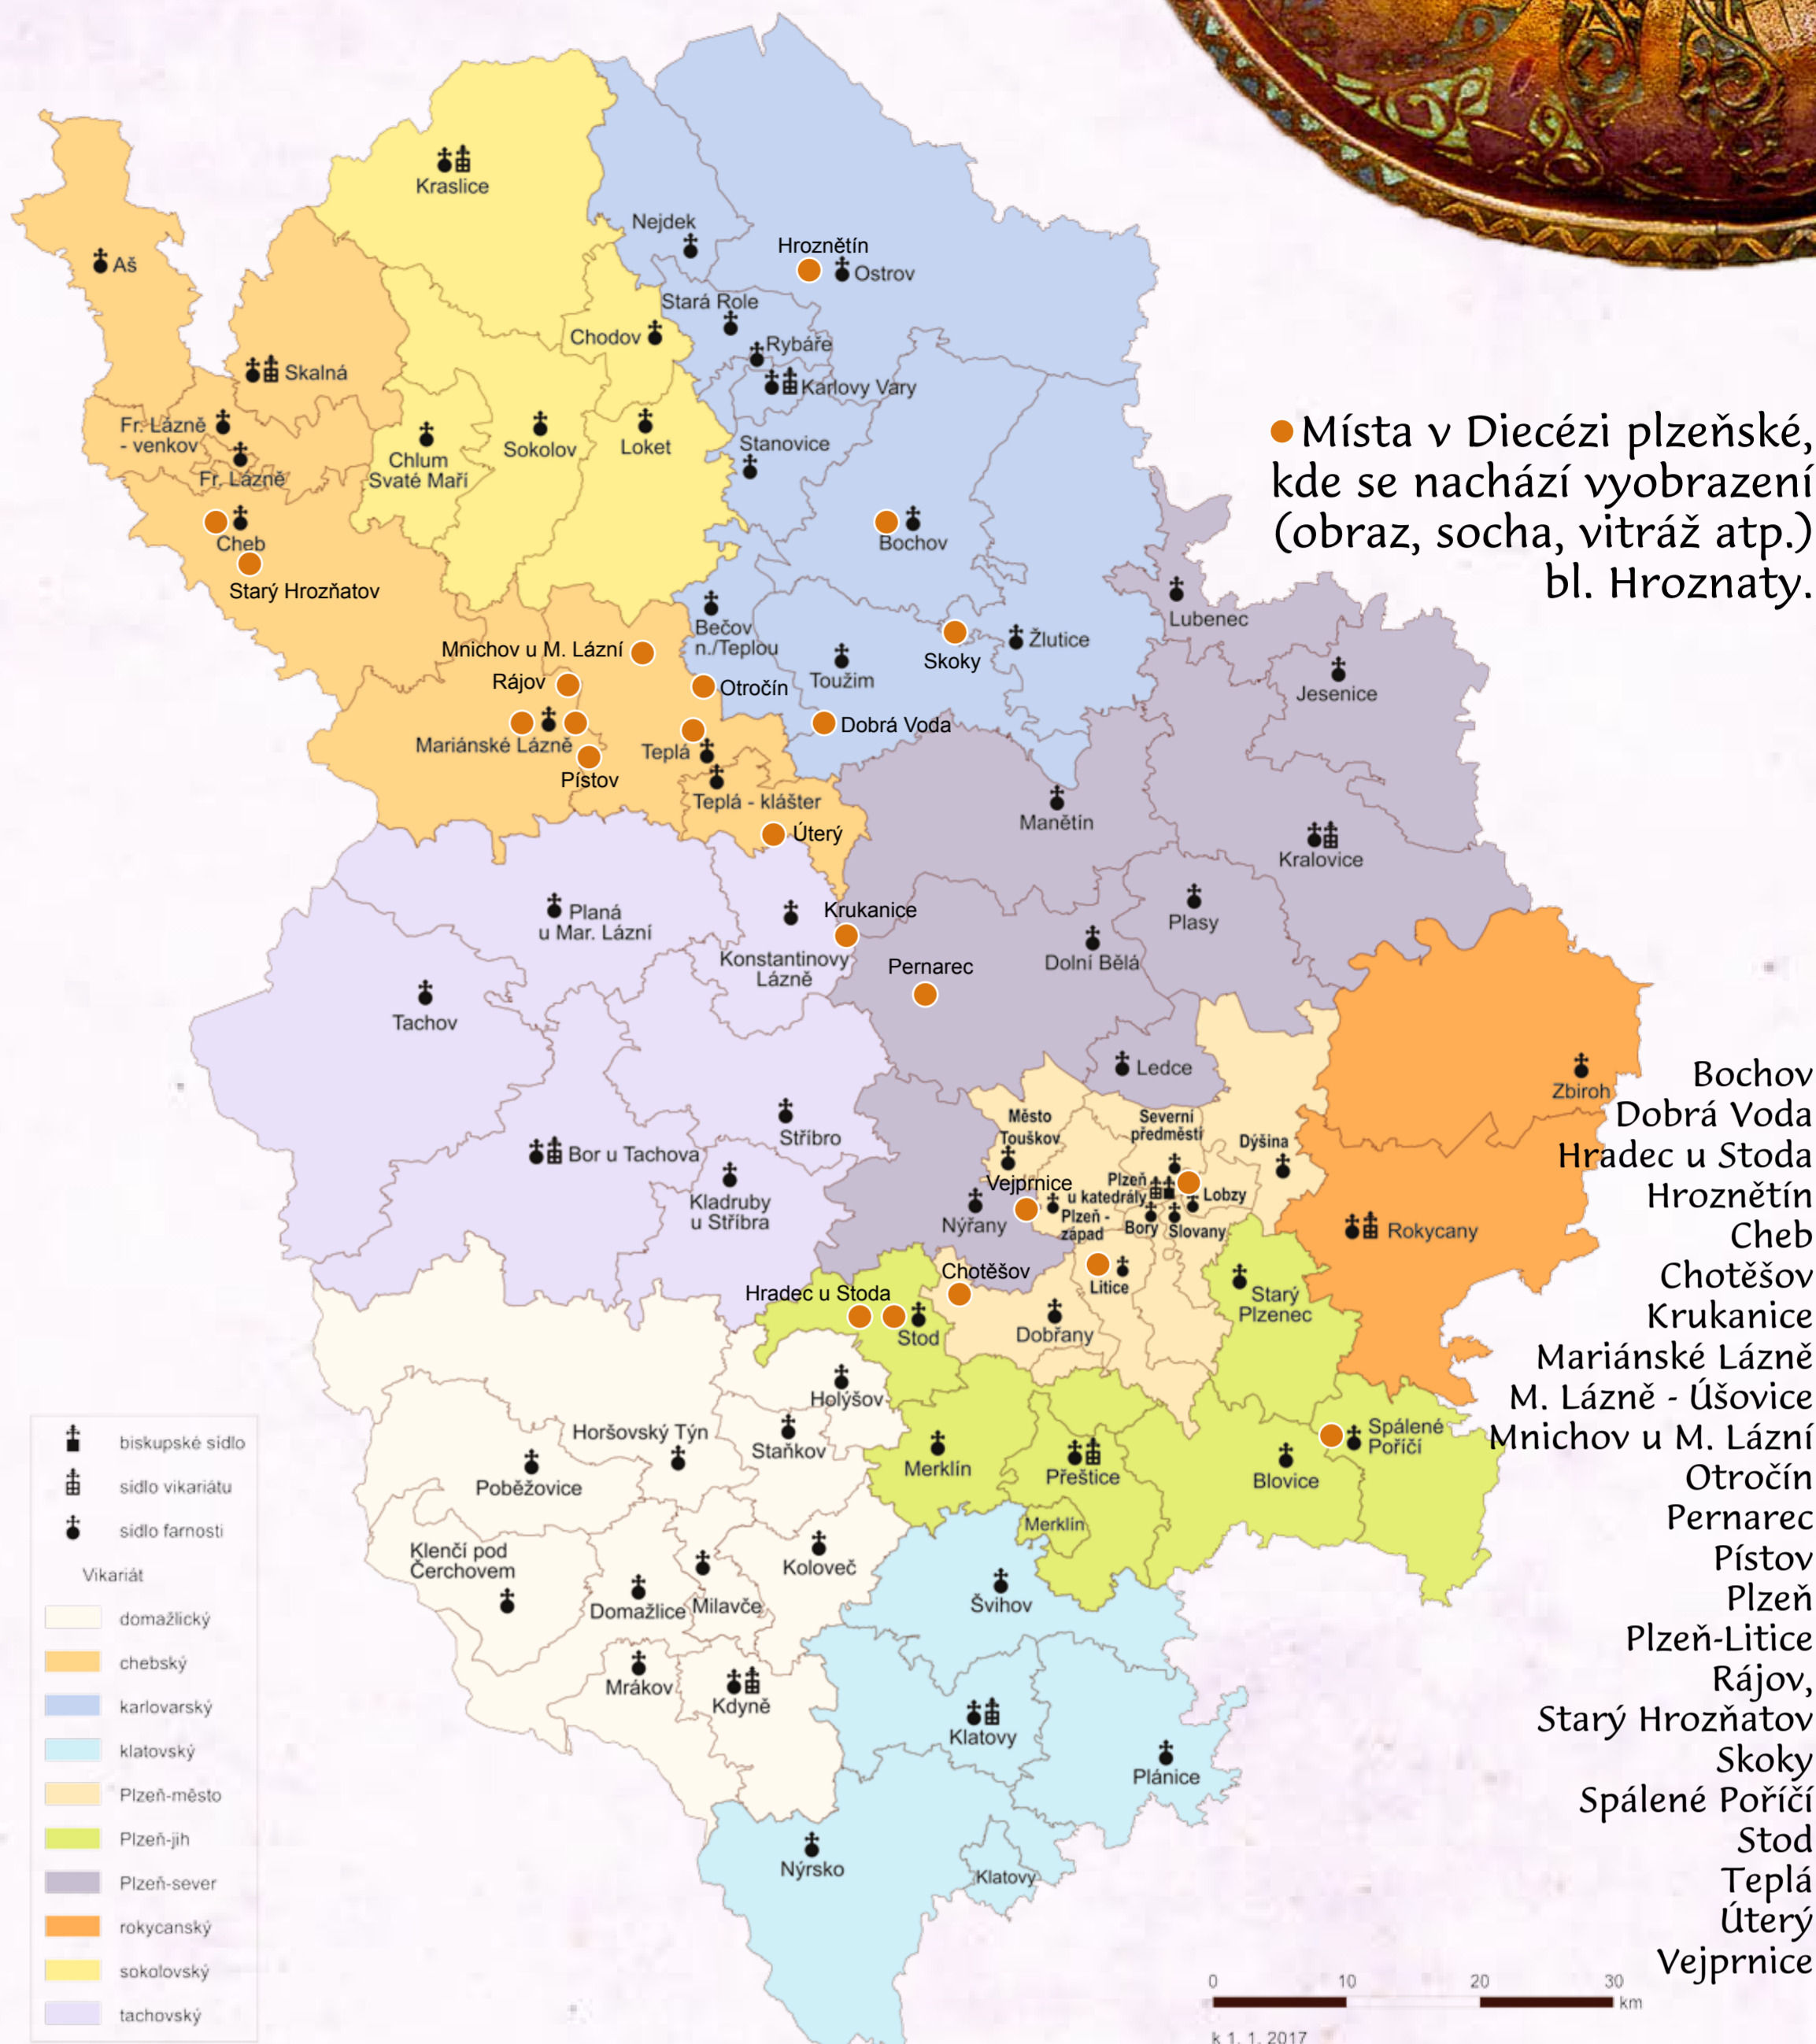 Kraslice
Aš
Nejdek
Hroznětín
Ostrov
Stará Role
Chodov
Rybáře
Skalná
Karlovy Vary
Fr. Lázně
- venkov
Fr. Lázně
Chlum
Svaté Maří
Sokolov
Loket
Stanovice
Cheb
Bochov
Starý Hrozňatov
Bečov
n./Teplou
Lubenec
Mnichov u M. Lázní
Skoky
Žlutice
Rájov
Otročín
Toužim
Jesenice
Mariánské Lázně
Teplá
Dobrá Voda
Pístov
Teplá - klášter
Úterý
Manětín
Kralovice
Planá
u Mar. Lázní
Krukanice
Plasy
Konstantinovy
Lázně
Pernarec
Dolní Bělá
Tachov
Ledce
Zbiroh
Stříbro
Město
Touškov
Severní
předměstí
Dýšina
Bor u Tachova
Vejprnice
Plzeň
u katedrály
Lobzy
Kladruby
u Stříbra
Nýřany
Plzeň -
západ
Bory
Slovany
Rokycany
Chotěšov
Litice
Hradec u Stoda
Stod
Dobřany
Starý
Plzenec
Holýšov
Horšovský Týn
Staňkov
Poběžovice
Merklín
Přeštice
Blovice
Spálené
Poříčí
Merklín
Klenčí pod
Čerchovem
Koloveč
Domažlice
Milavče
Švihov
Mrákov
Kdyně
Klatovy
Plánice
Nýrsko
Klatovy
● Místa v Diecézi plzeňské,
kde se nachází vyobrazení
(obraz, socha, vitráž atp.)
bl. Hroznaty.
Bochov
Dobrá Voda
Hradec u Stoda
Hroznětín
Cheb
Chotěšov
Krukanice
Mariánské Lázně
M. Lázně - Úšovice
Mnichov u M. Lázní
Otročín
Pernarec
Pístov
Plzeň
Plzeň-Litice
Rájov,
Starý Hrozňatov
Skoky
Spálené Poříčí
Stod
Teplá
Úterý
Vejprnice
biskupské sídlo
sídlo vikariátu
sídlo farnosti
Vikariát
domažlický
chebský
karlovarský
klatovský
Plzeň-město
Plzeň-jih
Plzeň-sever
rokycanský
sokolovský
tachovský
0 10 20 30
km
k 1. 1. 2017